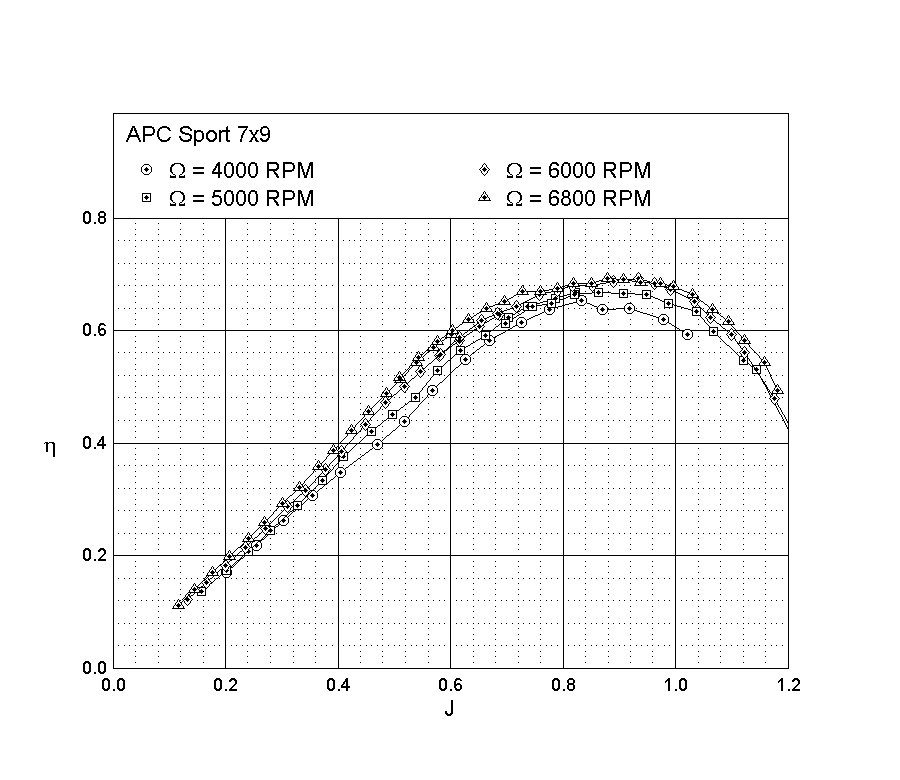 APC Sport 7x9
Ω = 4000 RPM Ω = 6000 RPM
Ω = 5000 RPM Ω = 6800 RPM
0.8
0.6
0.4
η
0.2
0.0
0.0 0.2 0.4 0.6 0.8 1.0 1.2
J